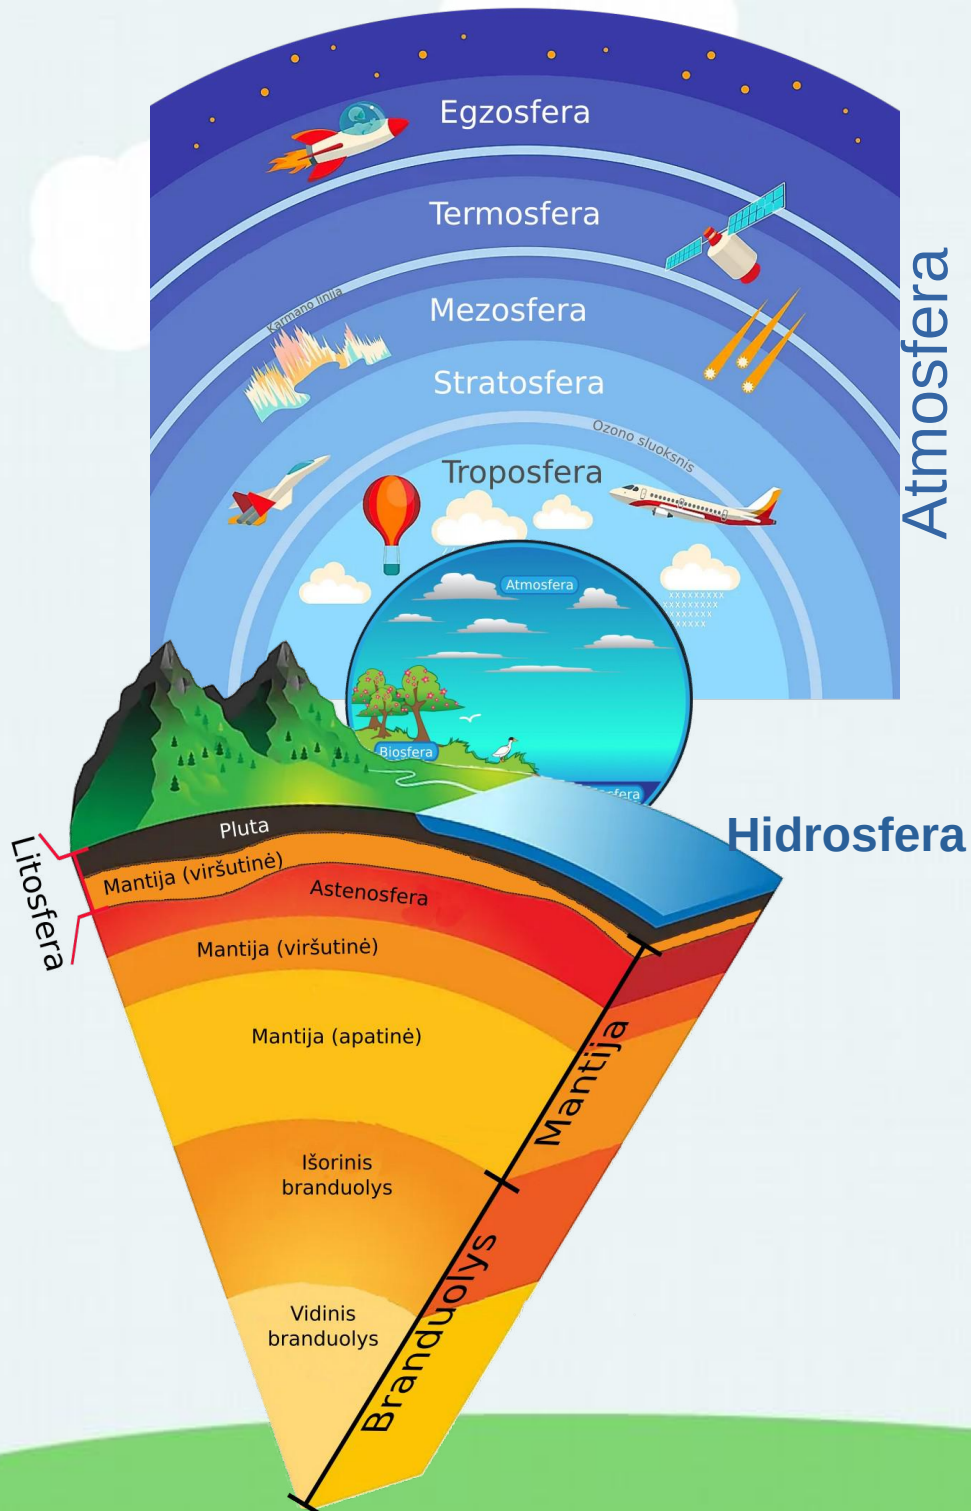 Egzosfera
Termosfera
Karmano linija
Mezosfera
Stratosfera
Ozono sluoksnis
Troposfera
Atmosfera
Atmosfera
Biosfera
Hidrosfera
Pluta
Litosfera
Mantija (viršutinė)
Astenosfera
Mantija (viršutinė)
Mantija (apatinė)
Mantija
Išorinis
branduolys
Branduolys
Vidinis
branduolys